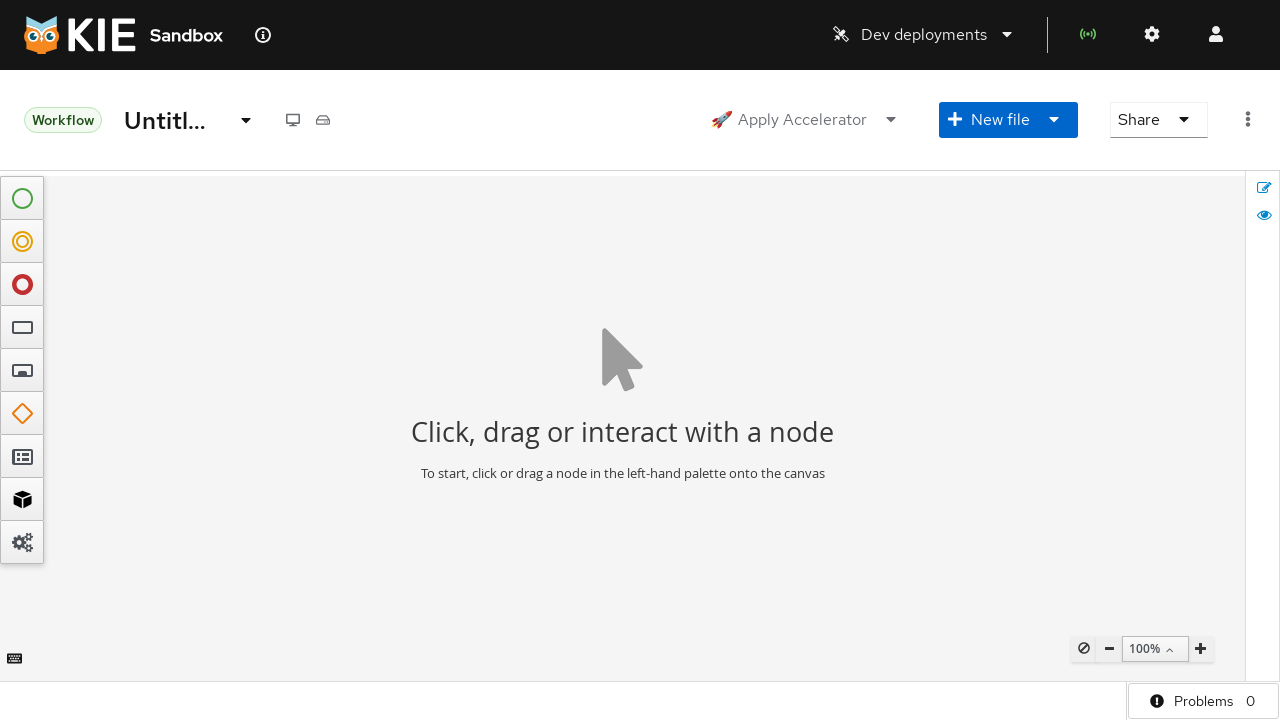 KIE Sandbox
Dev deployments
Workflow
Untitl...
Apply Accelerator
New file
Share
Click, drag or interact with a node
To start, click or drag a node in the left-hand palette onto the canvas
100%
Problems 0